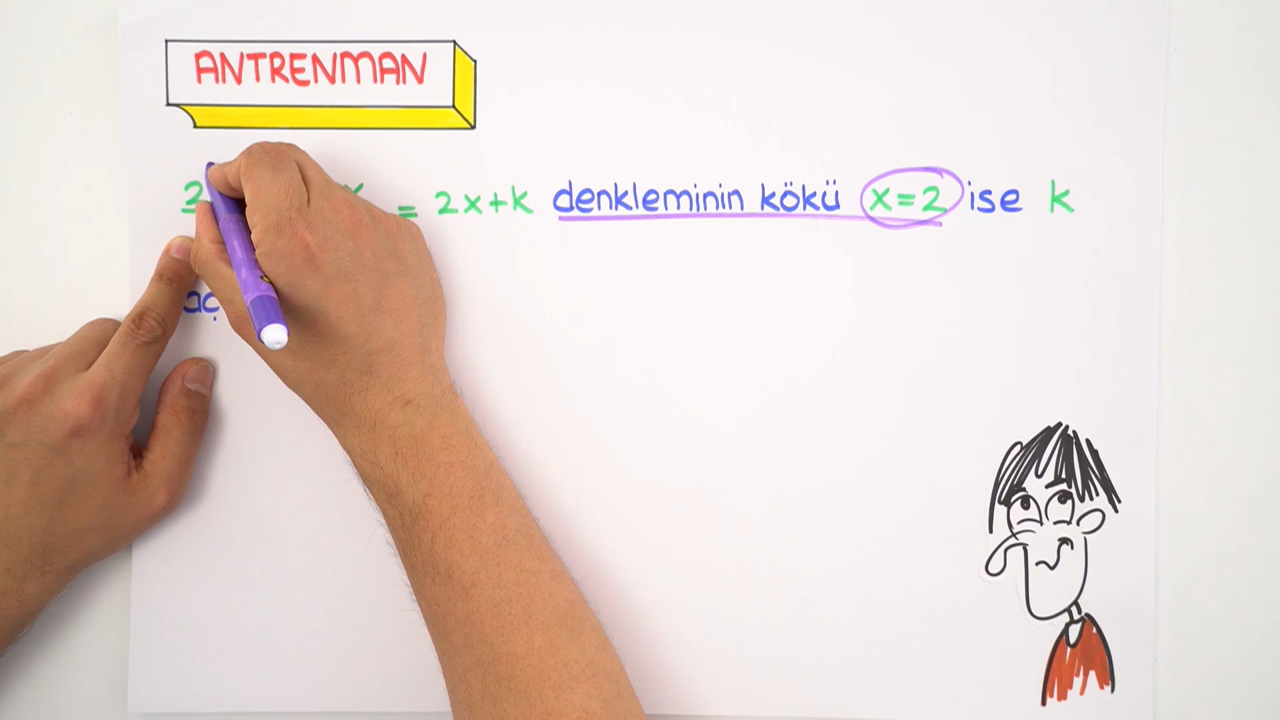 ANTRENMAN
= 2x+k denkleminin kökü x=2 ise k